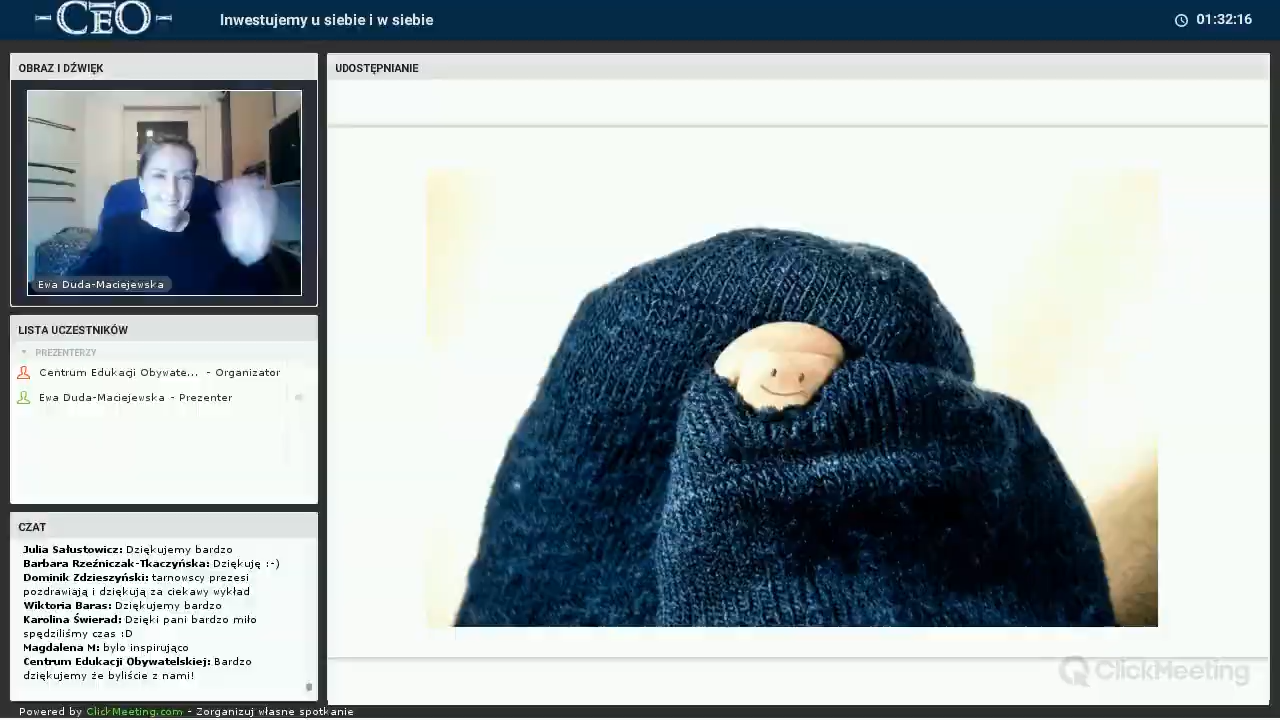 CEO
Inwestujemy u siebie i w siebie
01:32:16
OBRAZ I DŹWIĘK
Ewa Duda-Maciejewska
LISTA UCZESTNIKÓW
PREZENTERZY
Centrum Edukacji Obywate... - Organizator
Ewa Duda-Maciejewska - Prezenter
CZAT
Julia Sałustowicz: Dziękujemy bardzo
Barbara Rzeźniczak-Tkaczyńska: Dziękuję :-)
Dominik Zdzieszyński: tarnowscy prezesi
pozdrawiają i dziękują za ciekawy wykład
Wiktoria Baras: Dziękujemy bardzo
Karolina Świerad: Dzięki pani bardzo miło
spędziliśmy czas :D
Magdalena M: bylo inspirująco
Centrum Edukacji Obywatelskiej: Bardzo
dziękujemy że byliście z nami!
UDOSTĘPNIANIE
ClickMeeting
Powered by ClickMeeting.com - Zorganizuj własne spotkanie